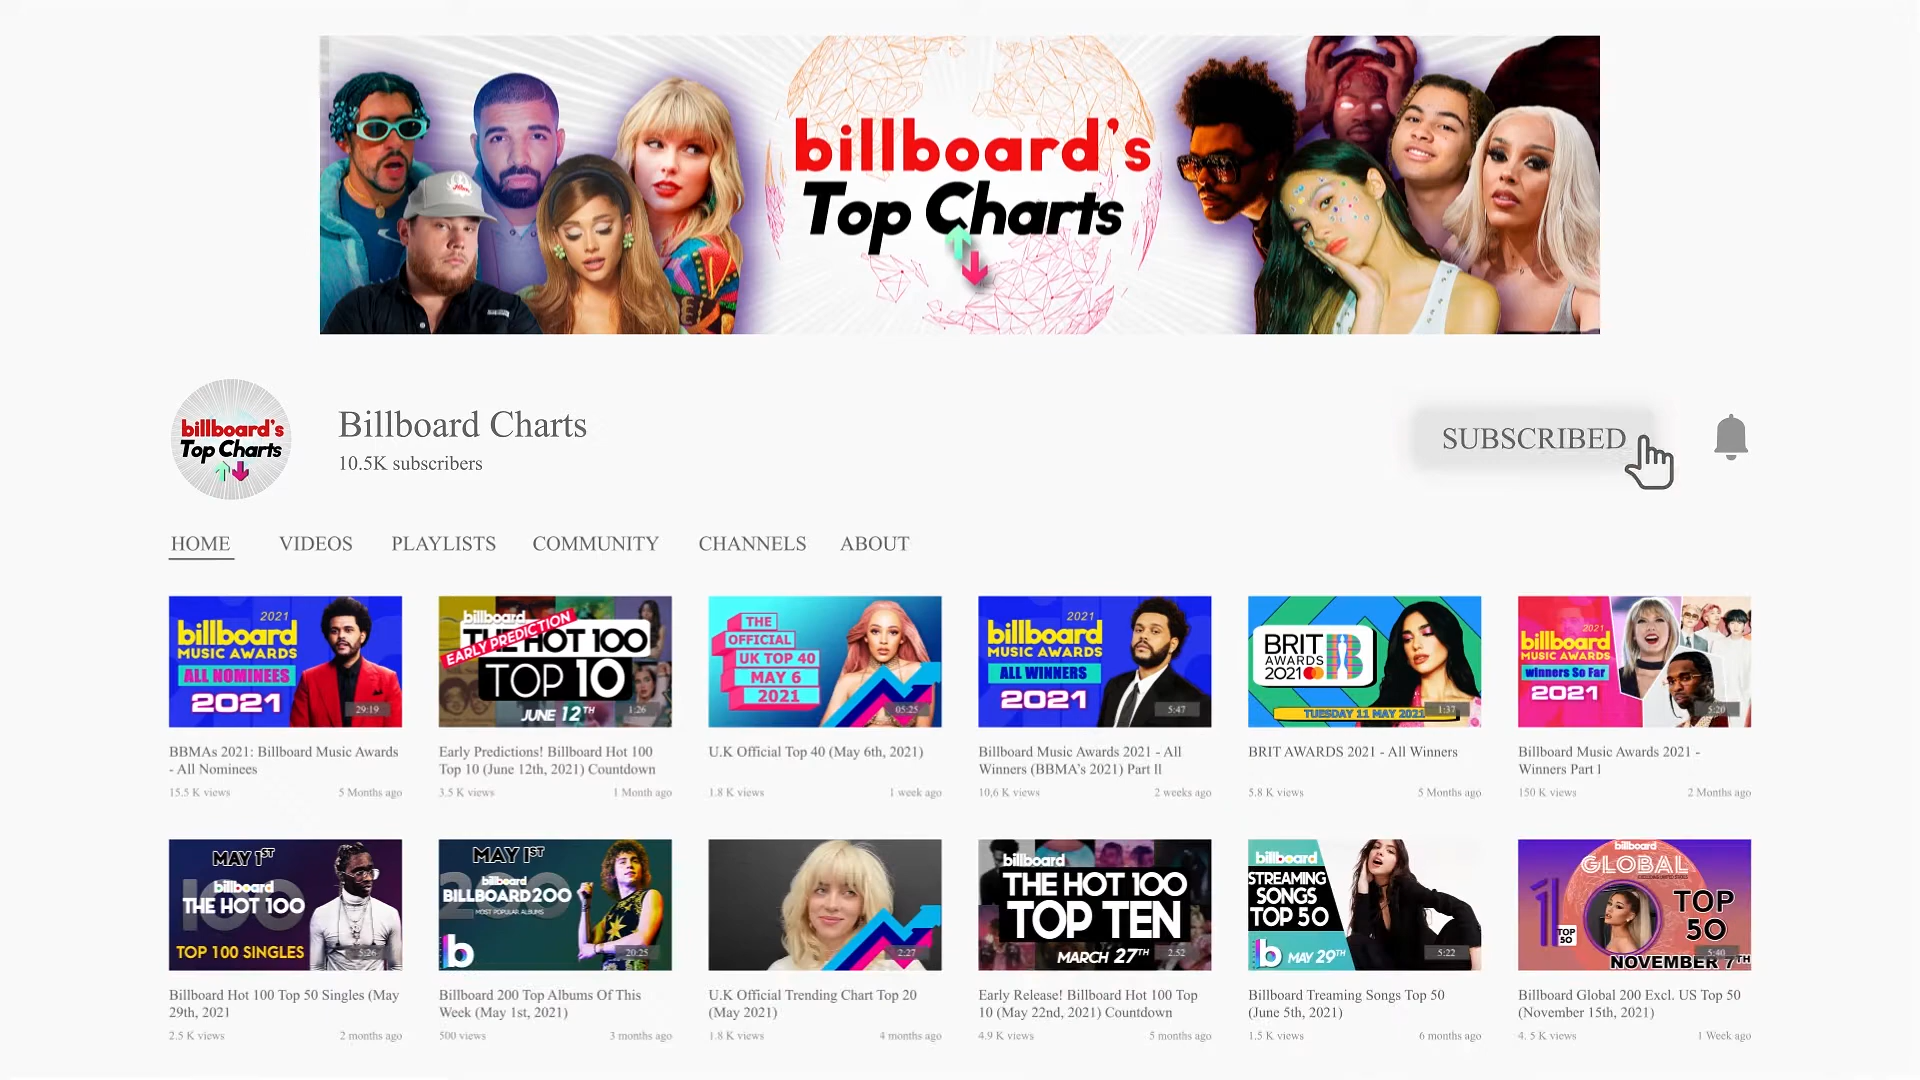 billboard's
Top Charts
billboard's
Top Charts
Billboard Charts
10.5K subscribers
SUBSCRIBED
HOME VIDEOS PLAYLISTS COMMUNITY CHANNELS ABOUT
2021
billboard
MUSIC AWARDS
ALL NOMINEES
2021
29:19
BBMAs 2021: Billboard Music Awards
- All Nominees
15.5 K views 5 Months ago
billboard
THE HOT 100
EARLY PREDICTION
TOP 10
JUNE 12TH
1:26
Early Predictions! Billboard Hot 100
Top 10 (June 12th, 2021) Countdown
3.5 K views 1 Month ago
THE
OFFICIAL
UK TOP 40
MAY 6
2021
05:25
U.K Official Top 40 (May 6th, 2021)
1.8 K views 1 week ago
2021
billboard
MUSIC AWARDS
ALL WINNERS
2021
5:47
Billboard Music Awards 2021 - All
Winners (BBMA's 2021) Part II
10,6 K views 2 weeks ago
BRIT
AWARDS
2021
TUESDAY 11 MAY 2021
1:37
BRIT AWARDS 2021 - All Winners
5.8 K views 5 Months ago
2021
billboard
MUSIC AWARDS
winners So Far
2021
5:20
Billboard Music Awards 2021 -
Winners Part 1
150 K views 2 Months ago
MAY 1ST
100
billboard
THE HOT 100
TOP 100 SINGLES
5:26
Billboard Hot 100 Top 50 Singles (May
29th, 2021
2.5 K views 2 months ago
MAY 1ST
200
billboard
BILLBOARD 200
MOST POPULAR ALBUMS
b
20:25
Billboard 200 Top Albums Of This
Week (May 1st, 2021)
500 views 3 months ago
2:27
U.K Official Trending Chart Top 20
(May 2021)
1.8 K views 4 months ago
billboard
THE HOT 100
TOP TEN
MARCH 27TH
2:52
Early Release! Billboard Hot 100 Top
10 (May 22nd, 2021) Countdown
4.9 K views 5 months ago
billboard
STREAMING
SONGS
TOP 50
b MAY 29TH
5:22
Billboard Treaming Songs Top 50
(June 5th, 2021)
1.5 K views 6 months ago
billboard
GLOBAL
TOP
50
TOP
50
5:40
NOVEMBER 7TH
Billboard Global 200 Excl. US Top 50
(November 15th, 2021)
4. 5 K views 1 Week ago